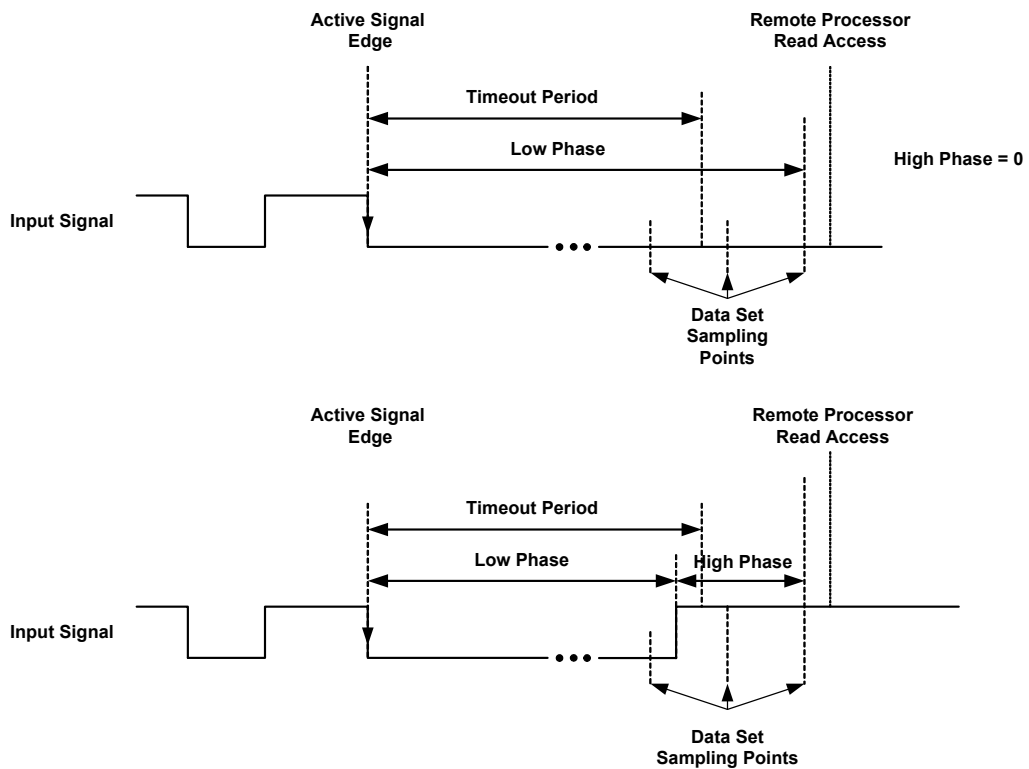 Active Signal
Edge
Remote Processor
Read Access
Timeout Period
Low Phase
High Phase = 0
Input Signal
Data Set
Sampling
Points
Active Signal
Edge
Remote Processor
Read Access
Timeout Period
Low Phase
High Phase
Input Signal
Data Set
Sampling Points